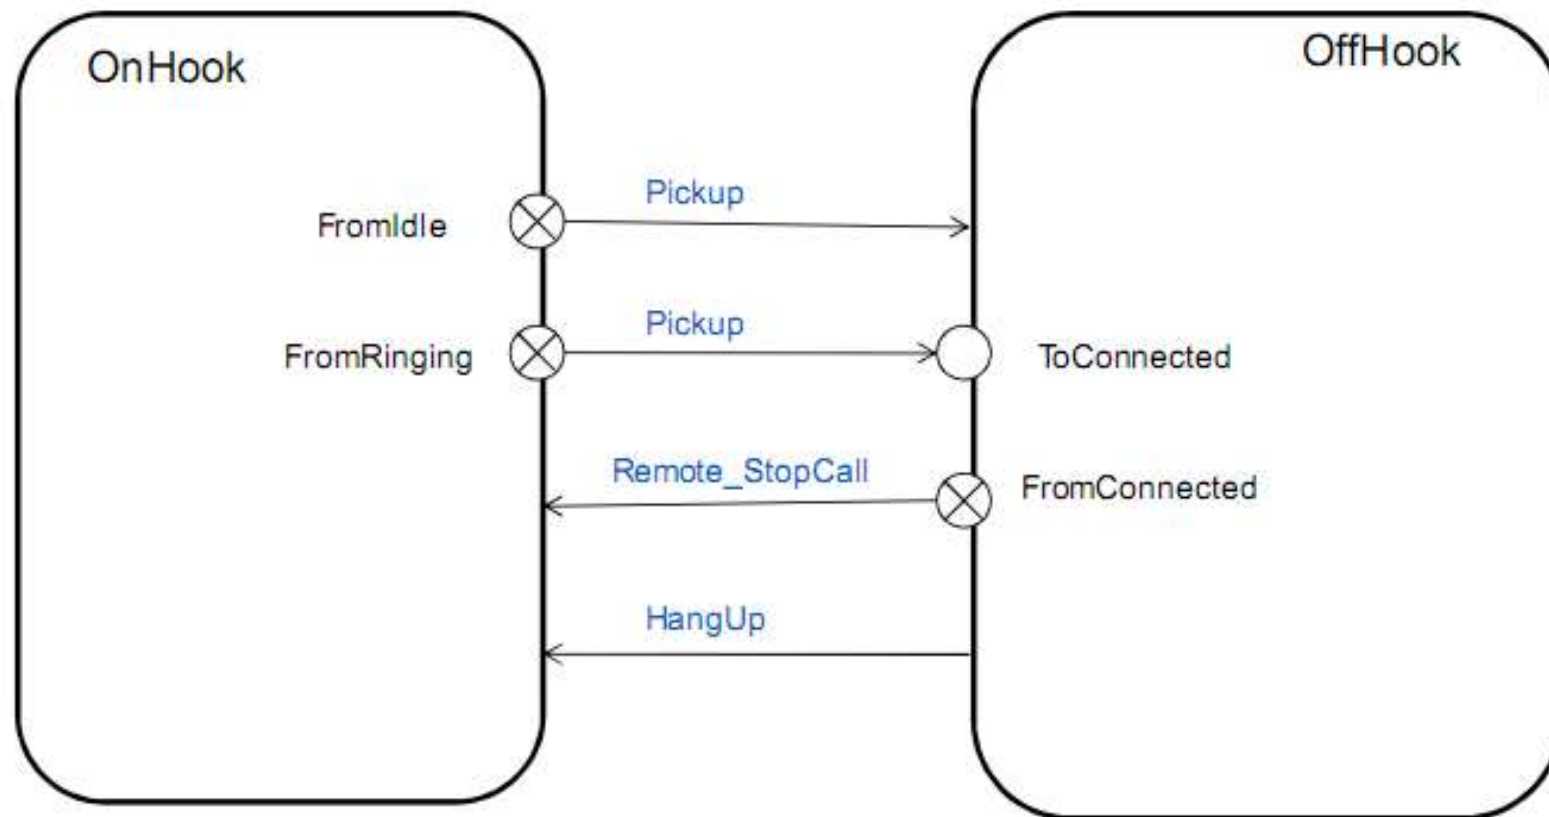 OnHook
OffHook
Pickup
FromIdle
Pickup
FromRinging
ToConnected
Remote_StopCall
FromConnected
HangUp